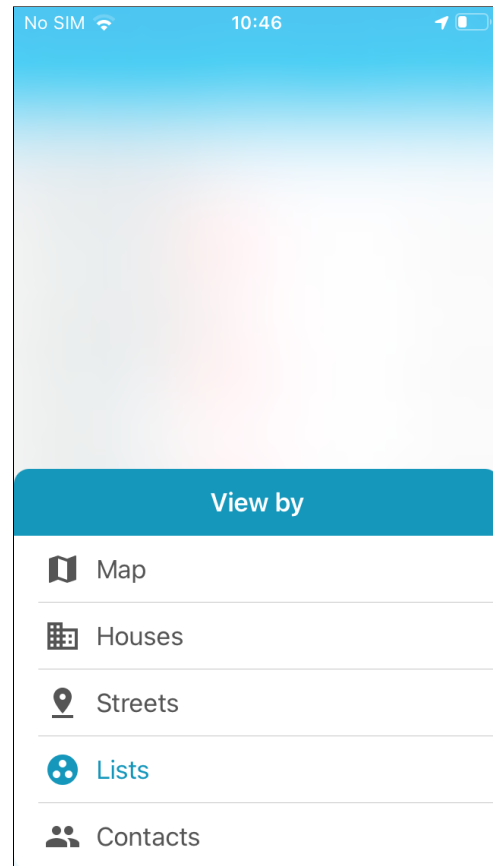 No SIM 10:46
View by
Map
Houses
Streets
Lists
Contacts